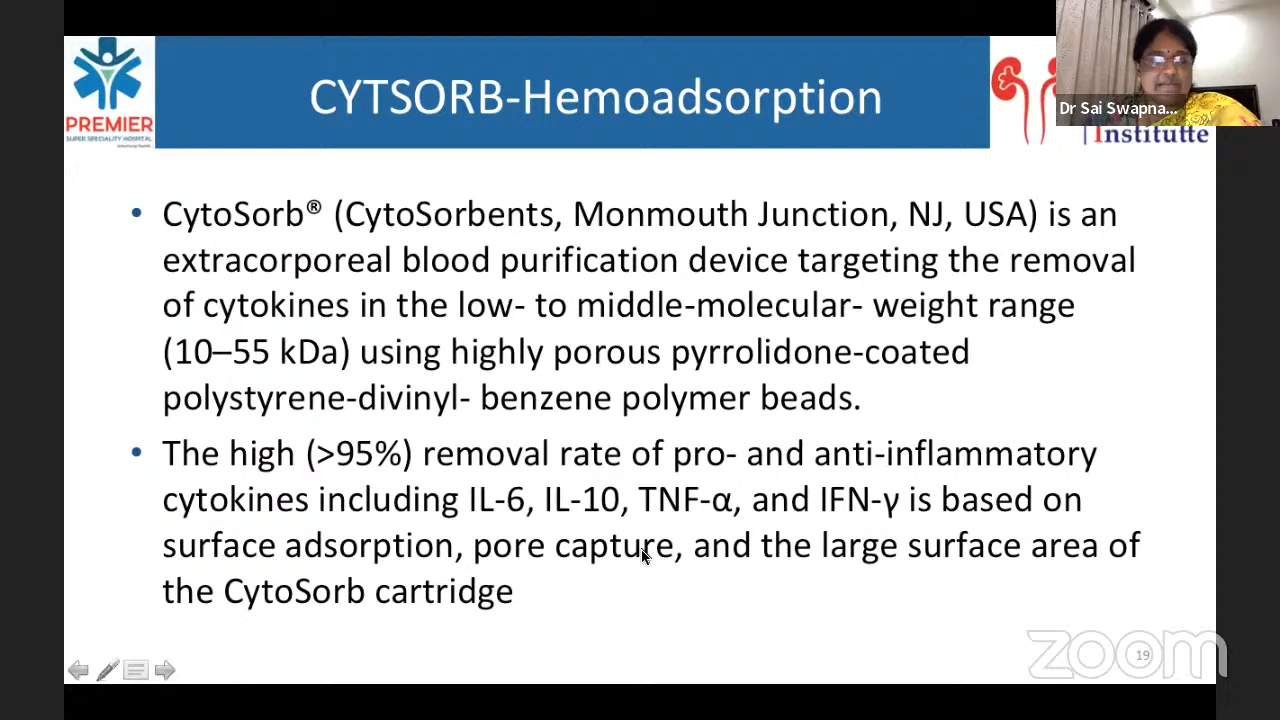 CYTSORB-Hemoadsorption
PREMIER
SUPER SPECIALITY HOSPITAL
Dr Sai Swapna...
Institutte
• CytoSorb® (CytoSorbents, Monmouth Junction, NJ, USA) is an
extracorporeal blood purification device targeting the removal
of cytokines in the low- to middle-molecular- weight range
(10–55 kDa) using highly porous pyrrolidone-coated
polystyrene-divinyl- benzene polymer beads.
• The high (>95%) removal rate of pro- and anti-inflammatory
cytokines including IL-6, IL-10, TNF-α, and IFN-γ is based on
surface adsorption, pore capture, and the large surface area of
the CytoSorb cartridge
zoom
19